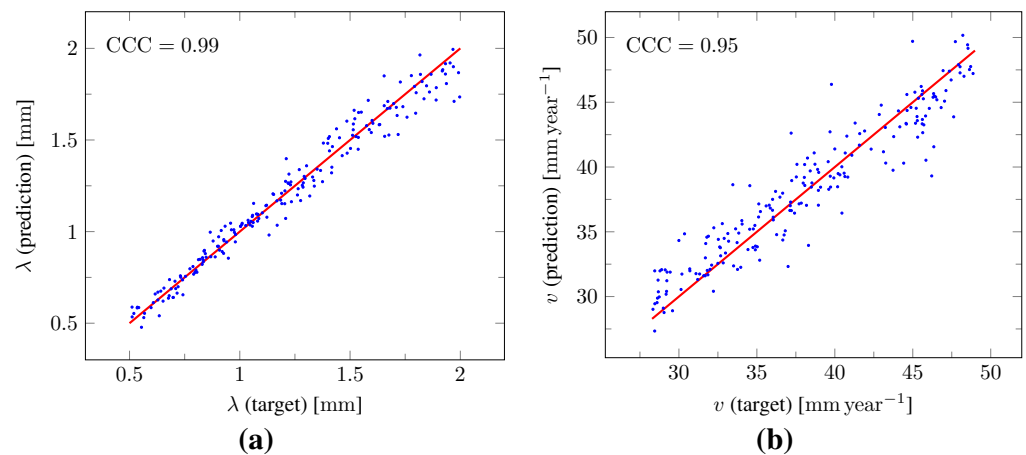 CCC = 0.99
2
1.5
1
0.5
λ (prediction) [mm]
0.5 1 1.5 2
λ (target) [mm]
(a)
CCC = 0.95
50
45
40
35
30
v (prediction) [mm year⁻¹]
30 35 40 45 50
v (target) [mm year⁻¹]
(b)